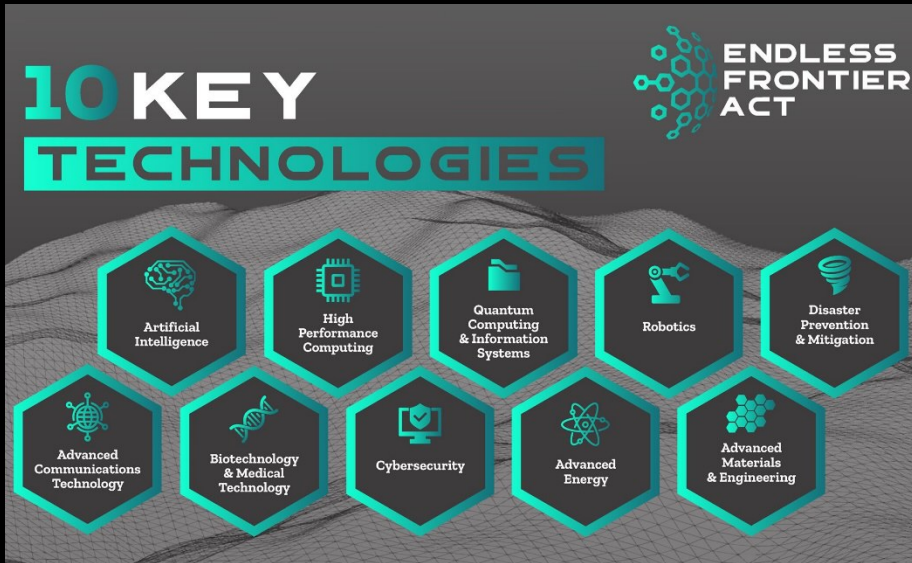 10 KEY
TECHNOLOGIES
ENDLESS
FRONTIER
ACT
Artificial
Intelligence
High
Performance
Computing
Quantum
Computing
& Information
Systems
Robotics
Disaster
Prevention
& Mitigation
Advanced
Communications
Technology
Biotechnology
& Medical
Technology
Cybersecurity
Advanced
Energy
Advanced
Materials
& Engineering